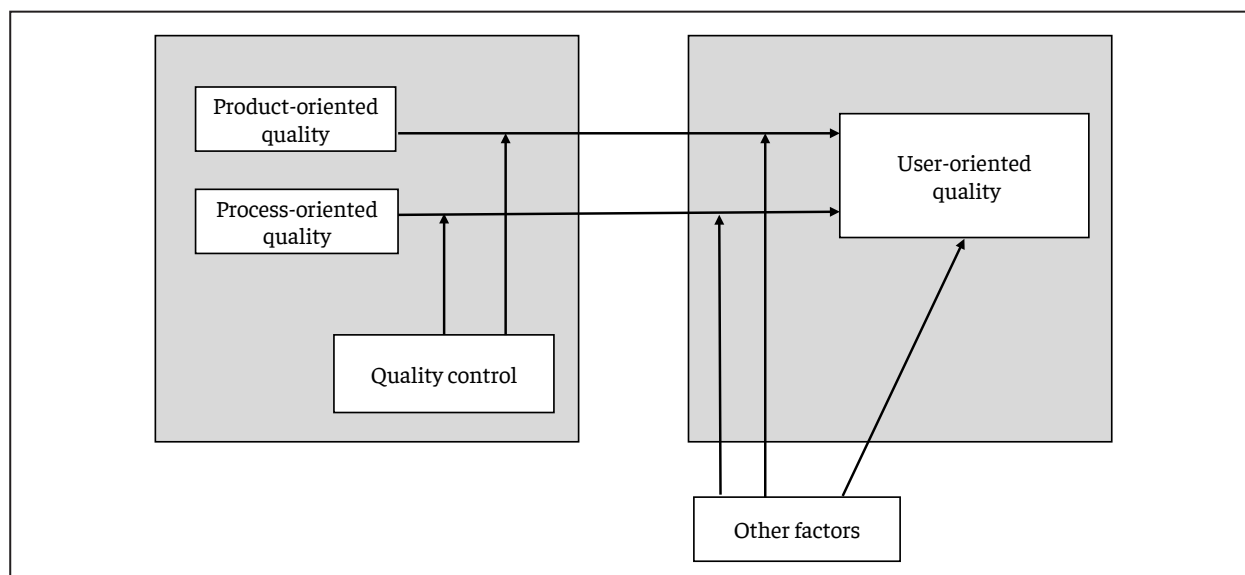 Product-oriented
quality
User-oriented
quality
Process-oriented
quality
Quality control
Other factors